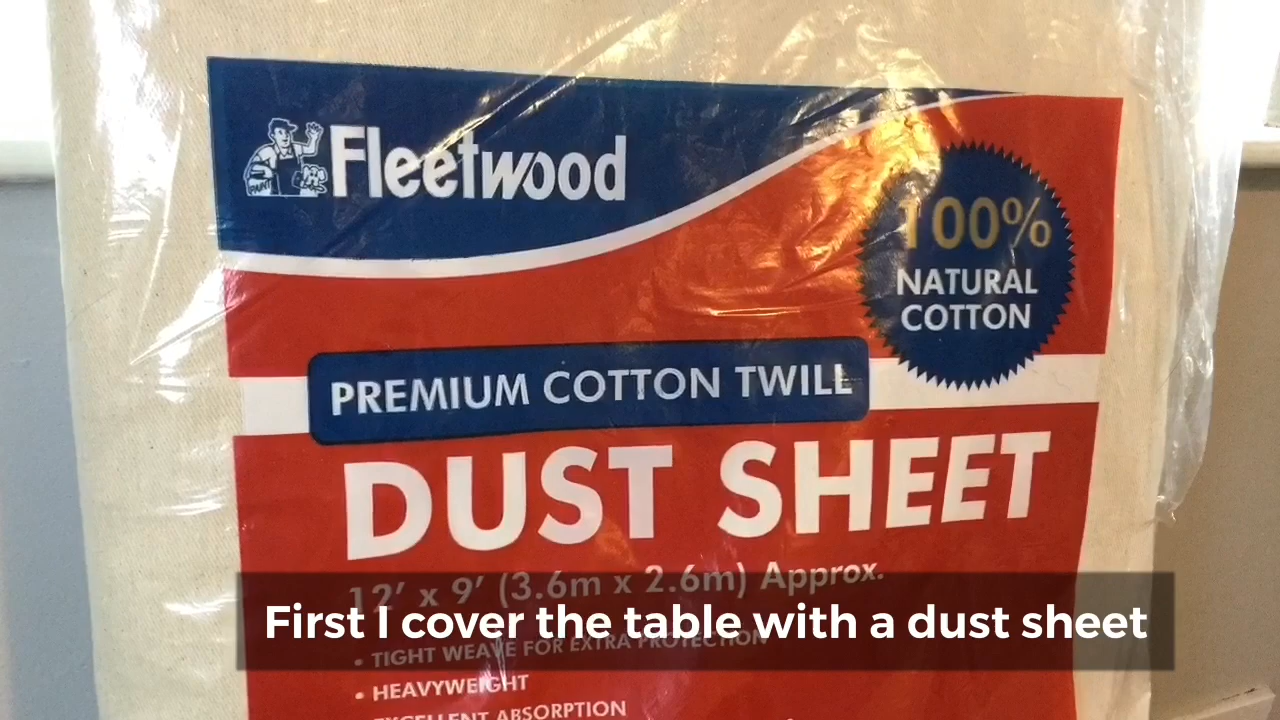 Fleetwood
PAINT
100%
NATURAL
COTTON
PREMIUM COTTON TWILL
DUST SHEET
12' x 9' (3.6m x 2.6m) Approx.
First I cover the table with a dust sheet
• TIGHT WEAVE FOR EXTRA PROTECTION
• HEAVYWEIGHT
EXCELLENT ABSORPTION